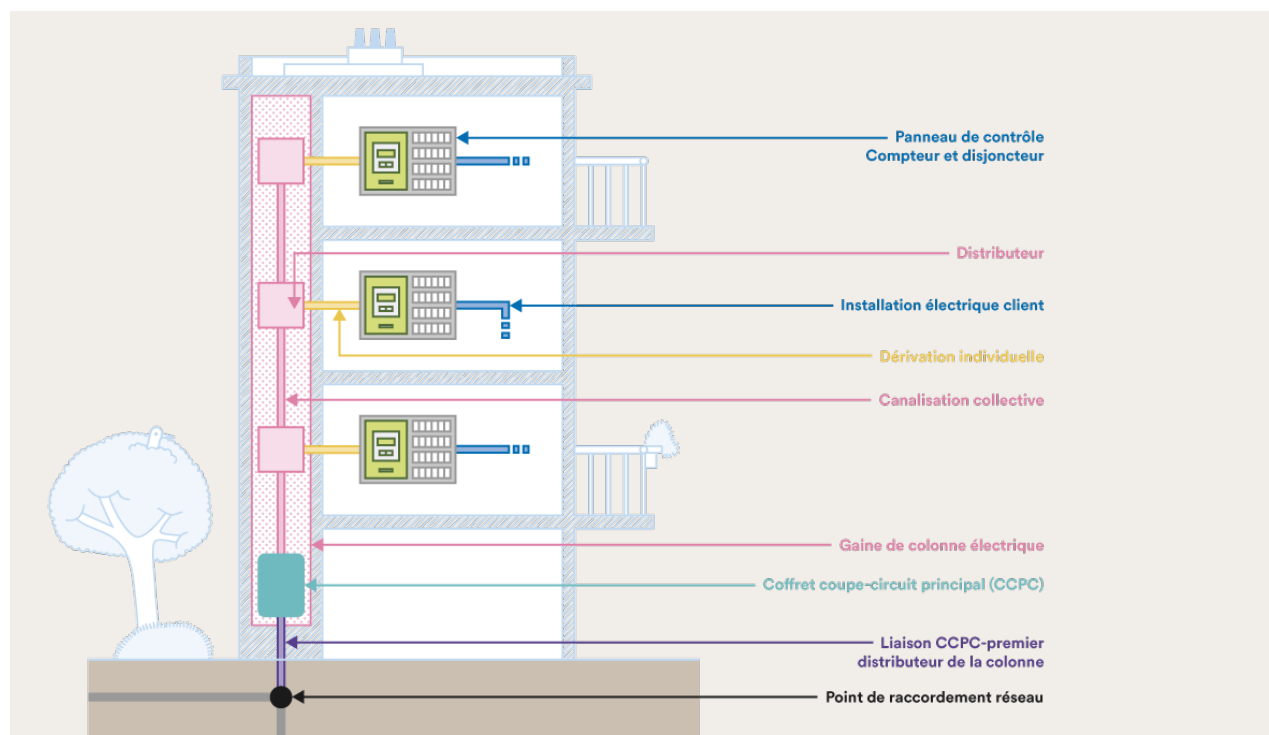 Panneau de contrôle
Compteur et disjoncteur
Distributeur
Installation électrique client
Dérivation individuelle
Canalisation collective
Gaine de colonne électrique
Coffret coupe-circuit principal (CCPC)
Liaison CCPC-premier
distributeur de la colonne
Point de raccordement réseau